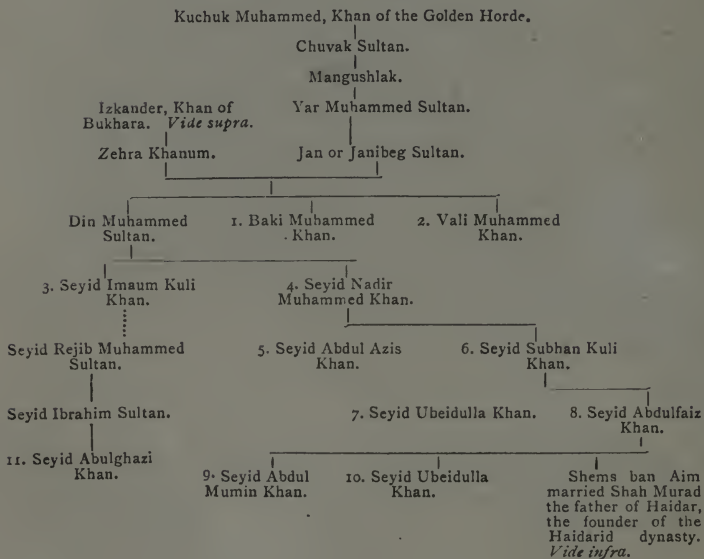 Kuchuk Muhammed, Khan of the Golden Horde.
Chuvak Sultan.
Mangushlak.
Izkander, Khan of
Bukhara. Vide supra.
Yar Muhammed Sultan.
Zehra Khanum.
Jan or Janibeg Sultan.
Din Muhammed
Sultan.
1. Baki Muhammed
Khan.
2. Vali Muhammed
Khan.
3. Seyid Imaum Kuli
Khan.
4. Seyid Nadir
Muhammed Khan.
Seyid Rejib Muhammed
Sultan.
5. Seyid Abdul Azis
Khan.
6. Seyid Subhan Kuli
Khan.
Seyid Ibrahim Sultan.
7. Seyid Ubeidulla Khan.
8. Seyid Abdulfaiz
Khan.
11. Seyid Abulghazi
Khan.
9. Seyid Abdul
Mumin Khan.
10. Seyid Ubeidulla
Khan.
Shems ban Aim
married Shah Murad
the father of Haidar,
the founder of the
Haidarid dynasty.
Vide infra.